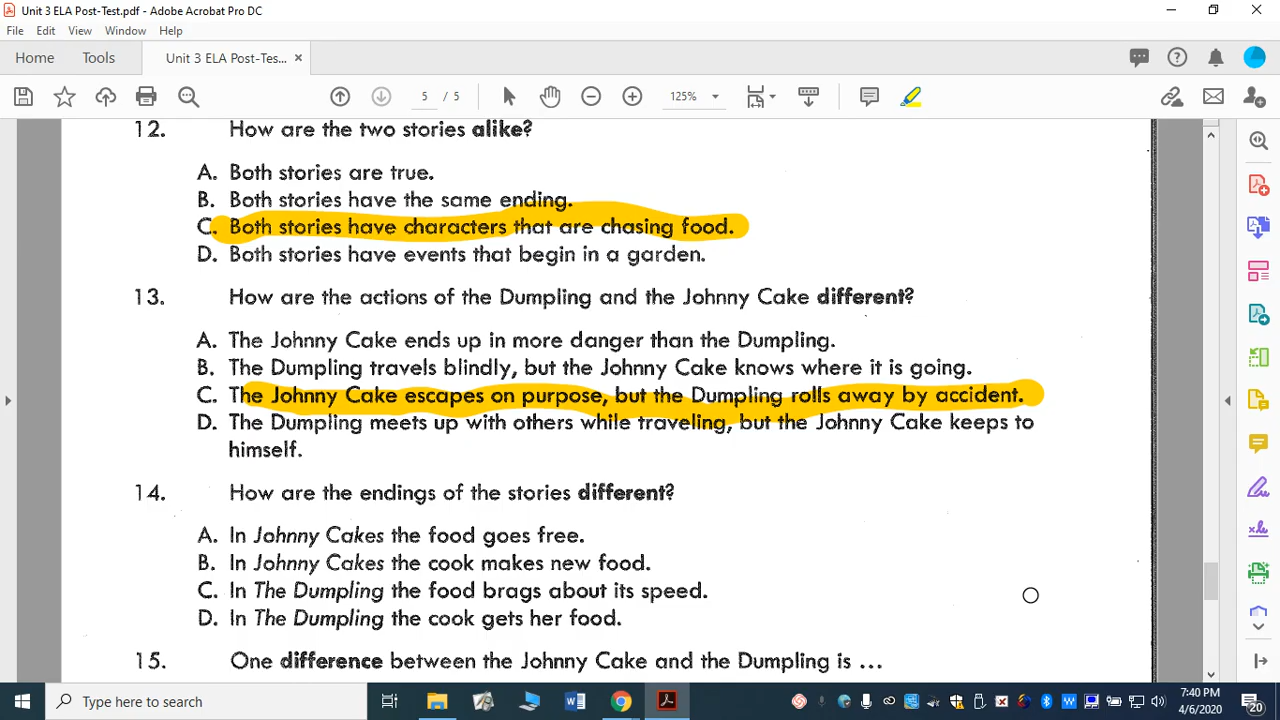 Unit 3 ELA Post-Test.pdf - Adobe Acrobat Pro DC
File Edit View Window Help
Home Tools Unit 3 ELA Post-Tes... ×
5 / 5 125%
12. How are the two stories alike?
A. Both stories are true.
B. Both stories have the same ending.
C. Both stories have characters that are chasing food.
D. Both stories have events that begin in a garden.
13. How are the actions of the Dumpling and the Johnny Cake different?
A. The Johnny Cake ends up in more danger than the Dumpling.
B. The Dumpling travels blindly, but the Johnny Cake knows where it is going.
C. The Johnny Cake escapes on purpose, but the Dumpling rolls away by accident.
D. The Dumpling meets up with others while traveling, but the Johnny Cake keeps to
himself.
14. How are the endings of the stories different?
A. In Johnny Cakes the food goes free.
B. In Johnny Cakes the cook makes new food.
C. In The Dumpling the food brags about its speed.
D. In The Dumpling the cook gets her food.
15. One difference between the Johnny Cake and the Dumpling is ...
Type here to search
7:40 PM
4/6/2020
20